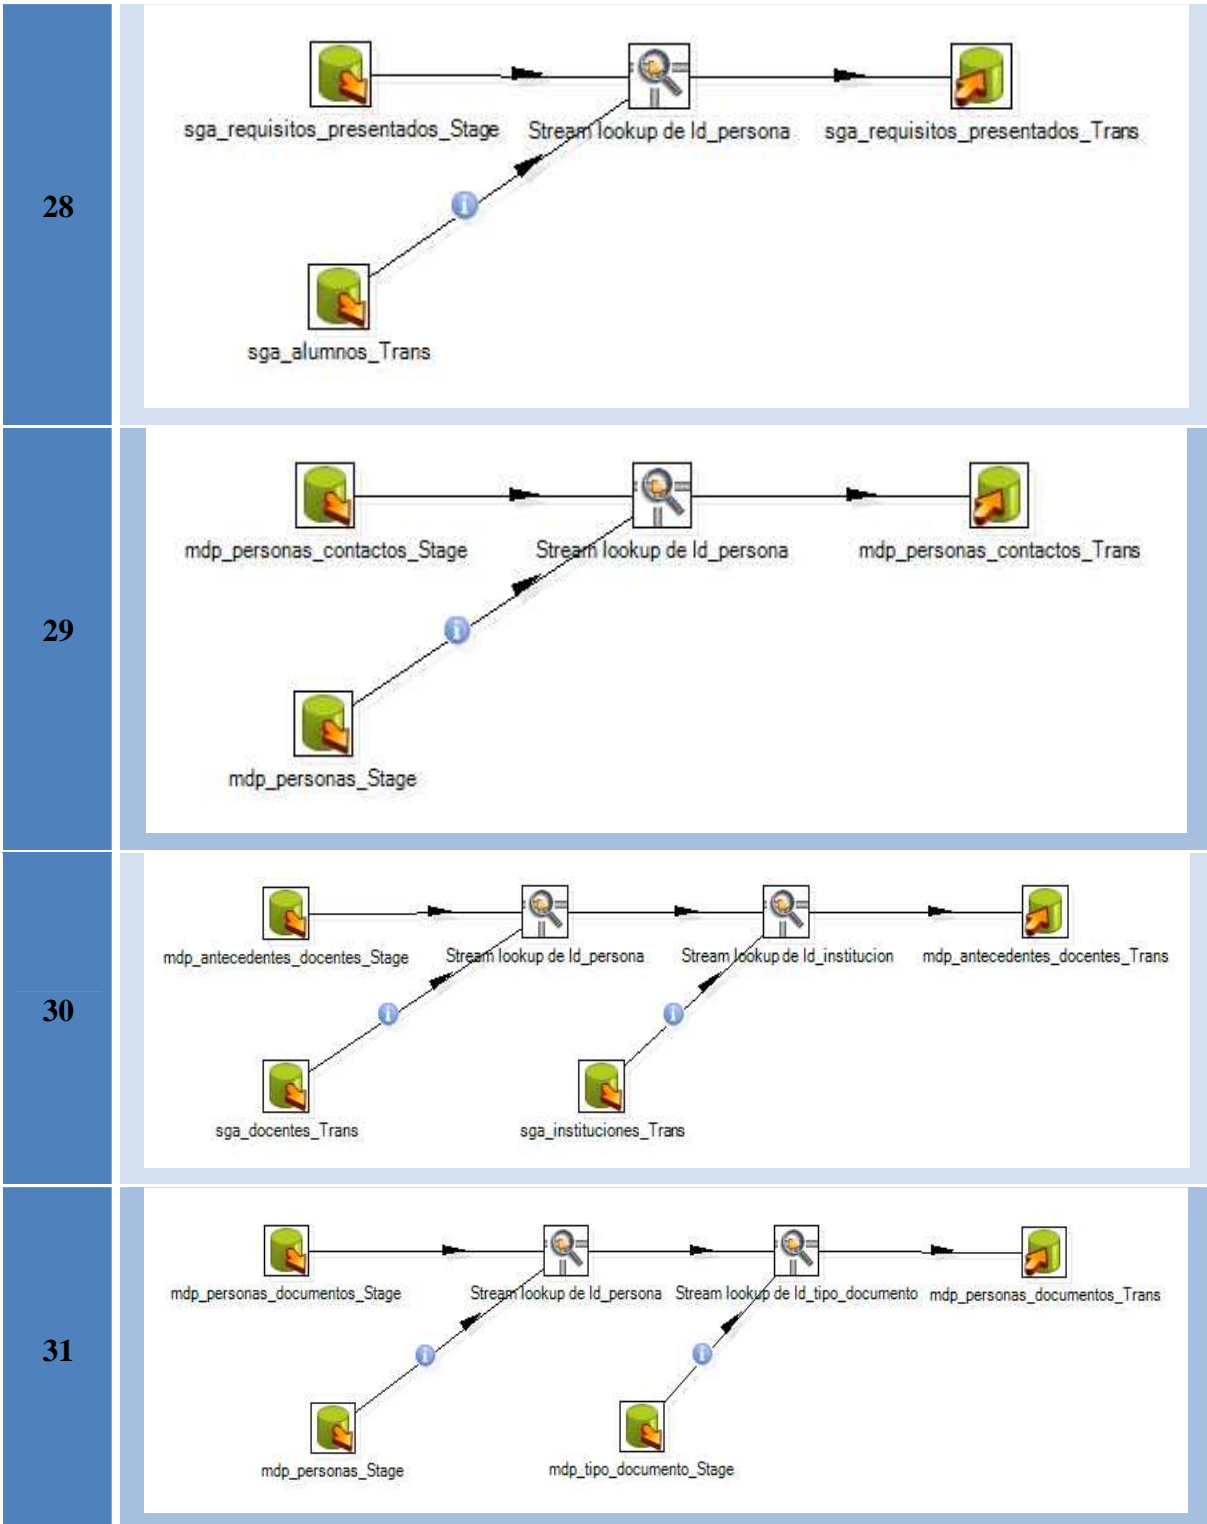 28
sga_requisitos_presentados_Stage
Stream lookup de Id_persona
sga_requisitos_presentados_Trans
sga_alumnos_Trans
29
mdp_personas_contactos_Stage
Stream lookup de Id_persona
mdp_personas_contactos_Trans
mdp_personas_Stage
30
mdp_antecedentes_docentes_Stage
Stream lookup de Id_persona
Stream lookup de Id_institucion
mdp_antecedentes_docentes_Trans
sga_docentes_Trans
sga_instituciones_Trans
31
mdp_personas_documentos_Stage
Stream lookup de Id_persona
Stream lookup de Id_tipo_documento
mdp_personas_documentos_Trans
mdp_personas_Stage
mdp_tipo_documento_Stage